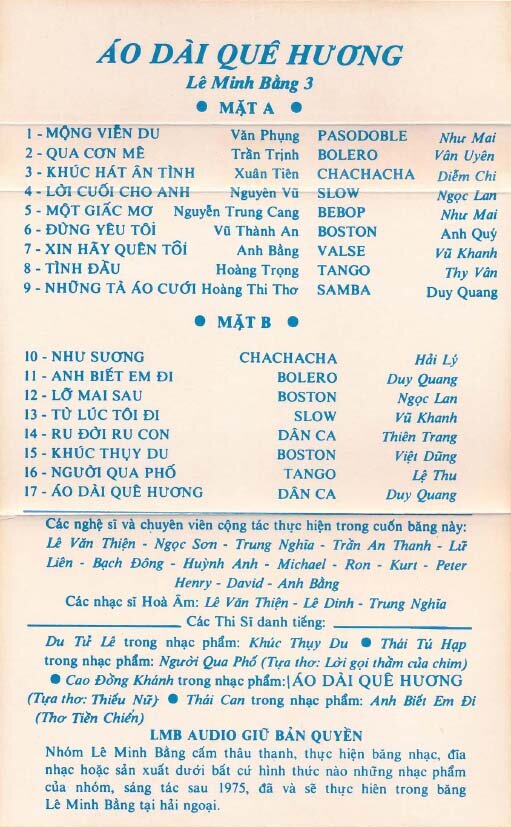 ÁO DÀI QUÊ HƯƠNG
Lê Minh Bằng 3
● MẶT A ●
1 - MỘNG VIỄN DU Văn Phụng PASODOBLE Như Mai
2 - QUA CƠN MÊ Trần Trịnh BOLERO Vân Uyên
3 - KHÚC HÁT ÂN TÌNH Xuân Tiên CHACHACHA Diễm Chi
4 - LỜI CUỐI CHO ANH Nguyên Vũ SLOW Ngọc Lan
5 - MỘT GIẤC MƠ Nguyễn Trung Cang BEBOP Như Mai
6 - ĐỪNG YÊU TÔI Vũ Thành An BOSTON Anh Quý
7 - XIN HÃY QUÊN TÔI Anh Bằng VALSE Vũ Khanh
8 - TÌNH ĐẦU Hoàng Trọng TANGO Thy Vân
9 - NHỮNG TÀ ÁO CƯỚI Hoàng Thi Thơ SAMBA Duy Quang
● MẶT B ●
10 - NHƯ SƯƠNG CHACHACHA Hải Lý
11 - ANH BIẾT EM ĐI BOLERO Duy Quang
12 - LỠ MAI SAU BOSTON Ngọc Lan
13 - TỪ LÚC TÔI ĐI SLOW Vũ Khanh
14 - RU ĐỜI RU CON DÂN CA Thiên Trang
15 - KHÚC THỤY DU BOSTON Việt Dũng
16 - NGƯỜI QUA PHỐ TANGO Lệ Thu
17 - ÁO DÀI QUÊ HƯƠNG DÂN CA Duy Quang
Các nghệ sĩ và chuyên viên cộng tác thực hiện trong cuốn băng này:
Lê Văn Thiện - Ngọc Sơn - Trung Nghĩa - Trần An Thanh - Lữ
Liên - Bạch Đông - Huỳnh Anh - Michael - Ron - Kurt - Peter
Henry - David - Anh Bằng
Các nhạc sĩ Hoà Âm: Lê Văn Thiện - Lê Dinh - Trung Nghĩa
Các Thi Sĩ danh tiếng:
Du Tử Lê trong nhạc phẩm: Khúc Thụy Du ● Thái Tú Hạp
trong nhạc phẩm: Người Qua Phố (Tựa thơ: Lời gọi thầm của chim)
● Cao Đồng Khánh trong nhạc phẩm: ÁO DÀI QUÊ HƯƠNG
(Tựa thơ: Thiếu Nữ) ● Thái Can trong nhạc phẩm: Anh Biết Em Đi
(Thơ Tiền Chiến)
LMB AUDIO GIỮ BẢN QUYỀN
Nhóm Lê Minh Bằng cấm thâu thanh, thực hiện băng nhạc, đĩa
nhạc hoặc sản xuất dưới bất cứ hình thức nào những nhạc phẩm
của nhóm, sáng tác sau 1975, đã và sẽ thực hiên trong băng
Lê Minh Bằng tại hải ngoại.